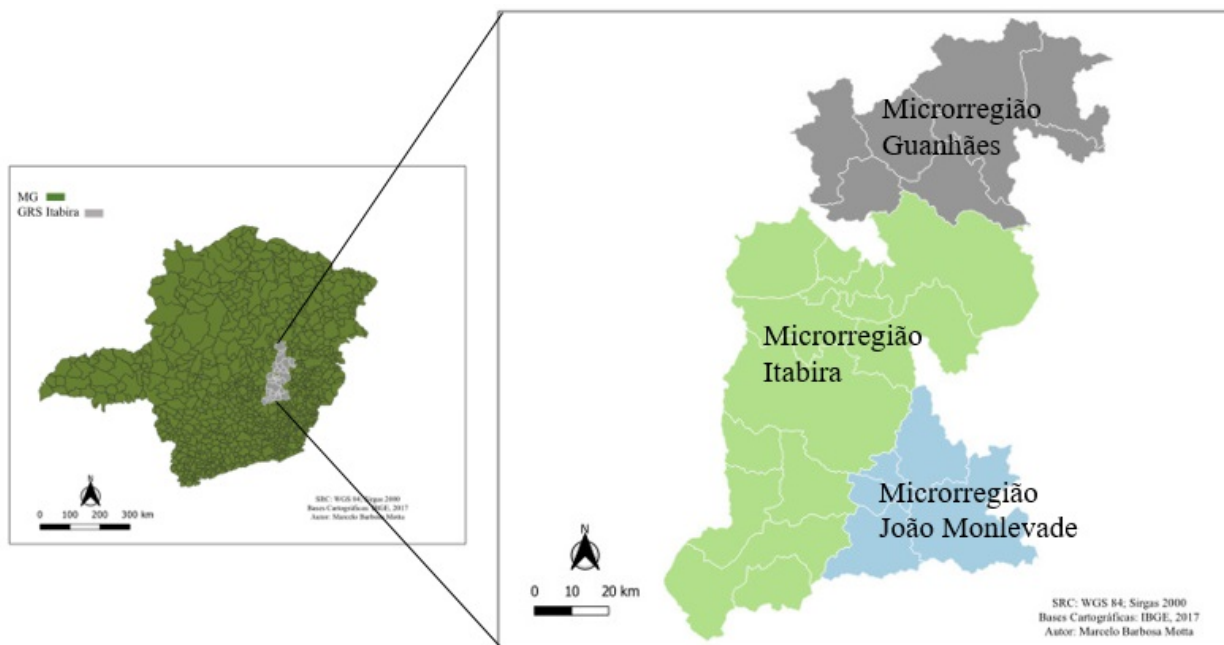 MG
GRS Itabira
N
0 100 200 300 km
SRC: WGS 84; Sirgas 2000
Bases Cartográficas: IBGE, 2017
Autor: Marcelo Barbosa Motta
Microrregião
Guanhães
Microrregião
Itabira
Microrregião
João Monlevade
N
0 10 20 km
SRC: WGS 84; Sirgas 2000
Bases Cartográficas: IBGE, 2017
Autor: Marcelo Barbosa Motta